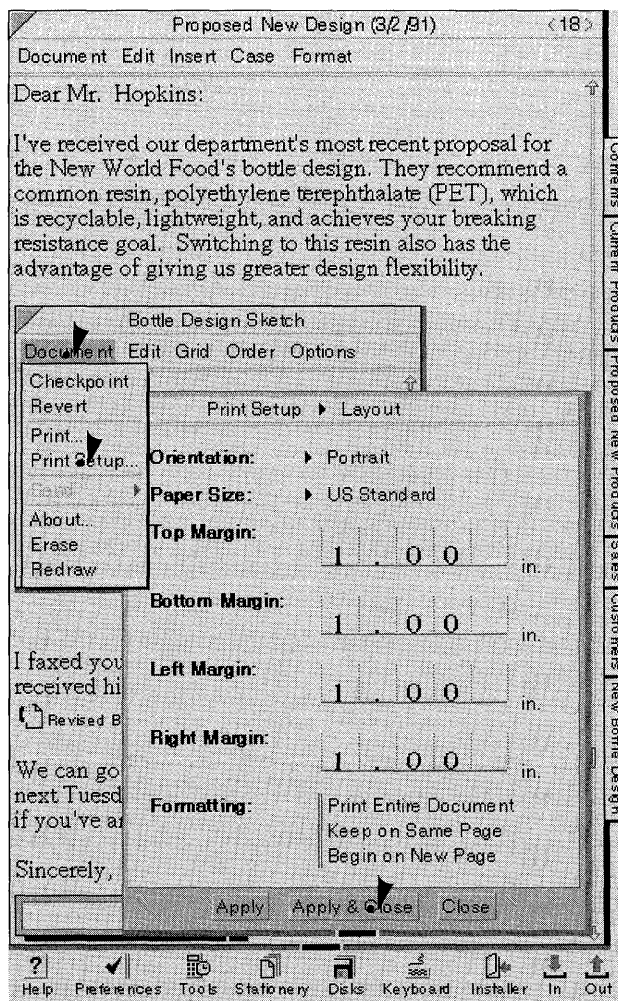 Proposed New Design (3/2/91) <18>
Document Edit Insert Case Format
Dear Mr. Hopkins:
I've received our department's most recent proposal for
the New World Food's bottle design. They recommend a
common resin, polyethylene terephthalate (PET), which
is recyclable, lightweight, and achieves your breaking
resistance goal. Switching to this resin also has the
advantage of giving us greater design flexibility.
Bottle Design Sketch
Document Edit Grid Order Options
Checkpoint
Revert
Print...
Print Setup...
Send
About...
Erase
Redraw
Print Setup ▸ Layout
Orientation: ▸ Portrait
Paper Size: ▸ US Standard
Top Margin: 1.00 in.
Bottom Margin: 1.00 in.
Left Margin: 1.00 in.
Right Margin: 1.00 in.
Formatting: Print Entire Document
Keep on Same Page
Begin on New Page
Apply Apply & Close Close
I faxed you
received hi
Revised B
We can go
next Tuesd
if you've a
Sincerely,
Contents
Current Products
Proposed New Products
Sales
Customers
New Bottle Design
Help Preferences Tools Stationery Disks Keyboard Installer In Out